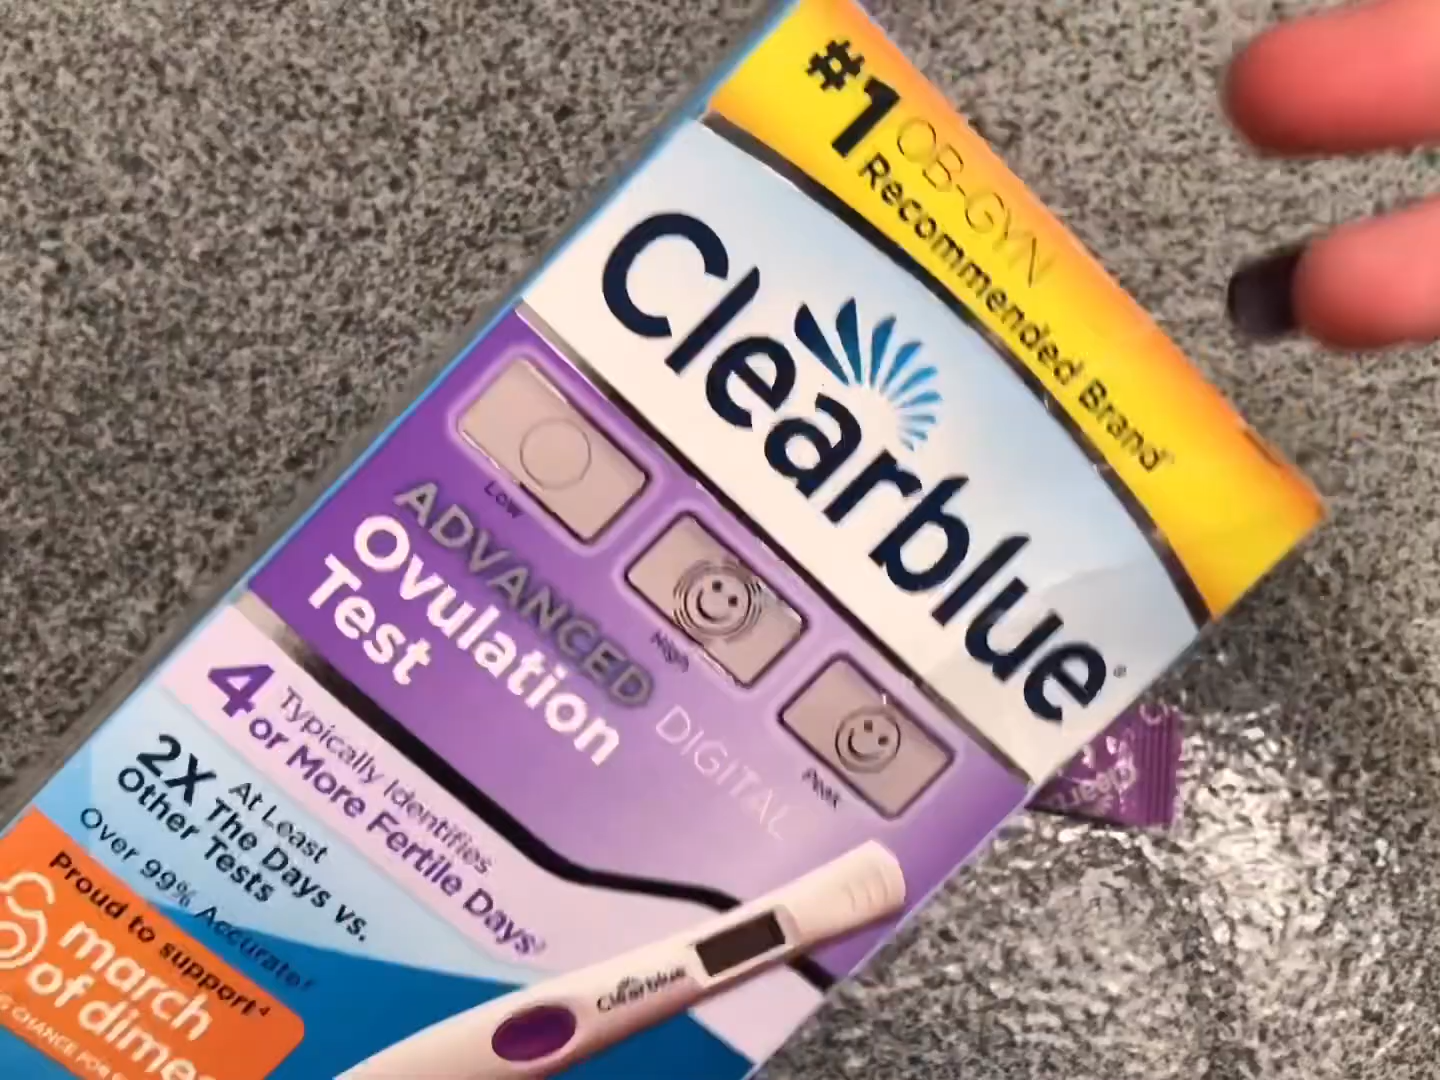 #1 OB-GYN
Recommended Brand
Clearblue®
Low
High
Peak
ADVANCED
DIGITAL
Ovulation
Test
Typically Identifies
4 or More Fertile Days
At Least
2X The Days vs.
Other Tests
Over 99% Accurate
Proud to support
march
of dimes
Clearblue